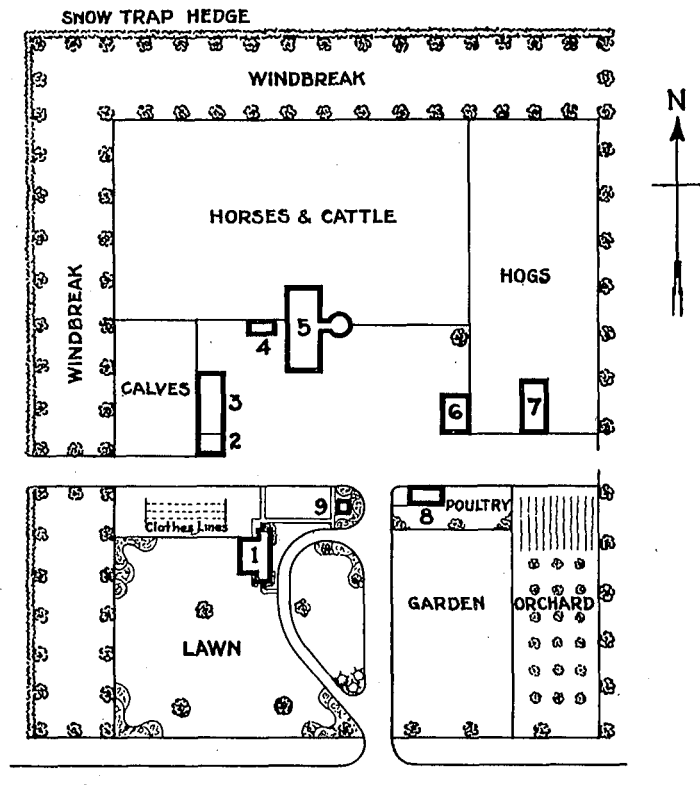 SNOW TRAP HEDGE
WINDBREAK
N
HORSES & CATTLE
HOGS
WINDBREAK
5
4
CALVES
3
6
7
2
9
POULTRY
8
Clothes Lines
1
GARDEN
ORCHARD
LAWN